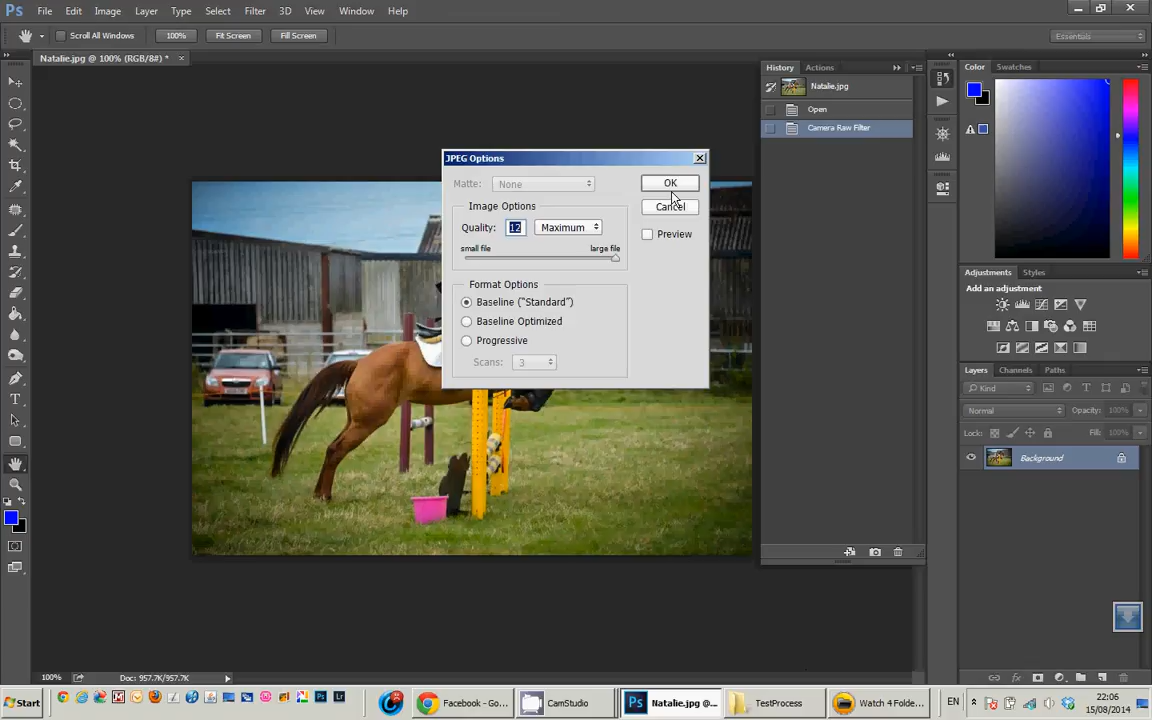 Ps File Edit Image Layer Type Select Filter 3D View Window Help
Scroll All Windows 100% Fit Screen Fill Screen Essentials
Natalie.jpg @ 100% (RGB/8#) *
History Actions
Natalie.jpg
Open
Camera Raw Filter
Color Swatches
JPEG Options
Matte: None
OK
Image Options
Cancel
Quality: 12 Maximum
Preview
small file large file
Format Options
Baseline ("Standard")
Baseline Optimized
Progressive
Scans: 3
Adjustments Styles
Add an adjustment
Layers Channels Paths
Kind
Normal Opacity: 100%
Lock: Fill: 100%
Background
100% Doc: 957.7K/957.7K
Start
Facebook - Go...
CamStudio
Ps Natalie.jpg @...
TestProcess
Watch 4 Folde...
EN
22:06
15/08/2014